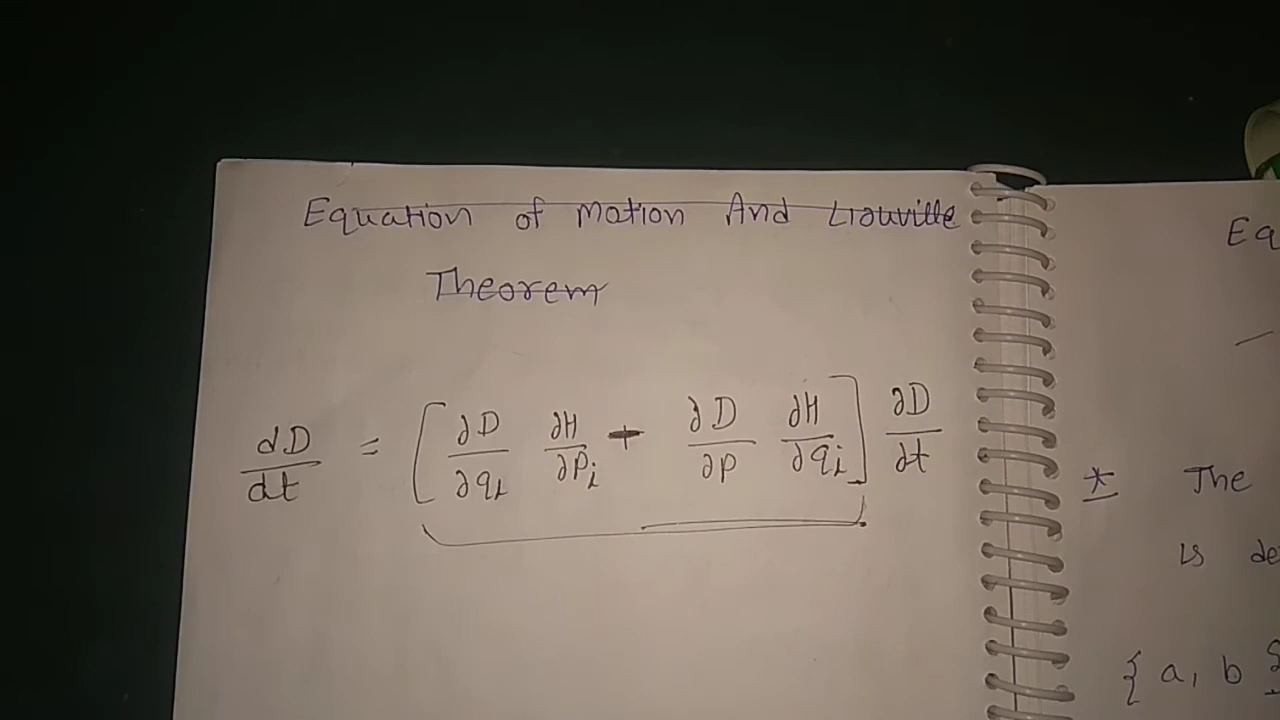 Equation of Motion And Liouville
Theorem
dD/dt = [ ∂D/∂qi ∂H/∂pi + ∂D/∂p ∂H/∂qi ] ∂D/∂t
Eq
* The
is de
{ a, b }